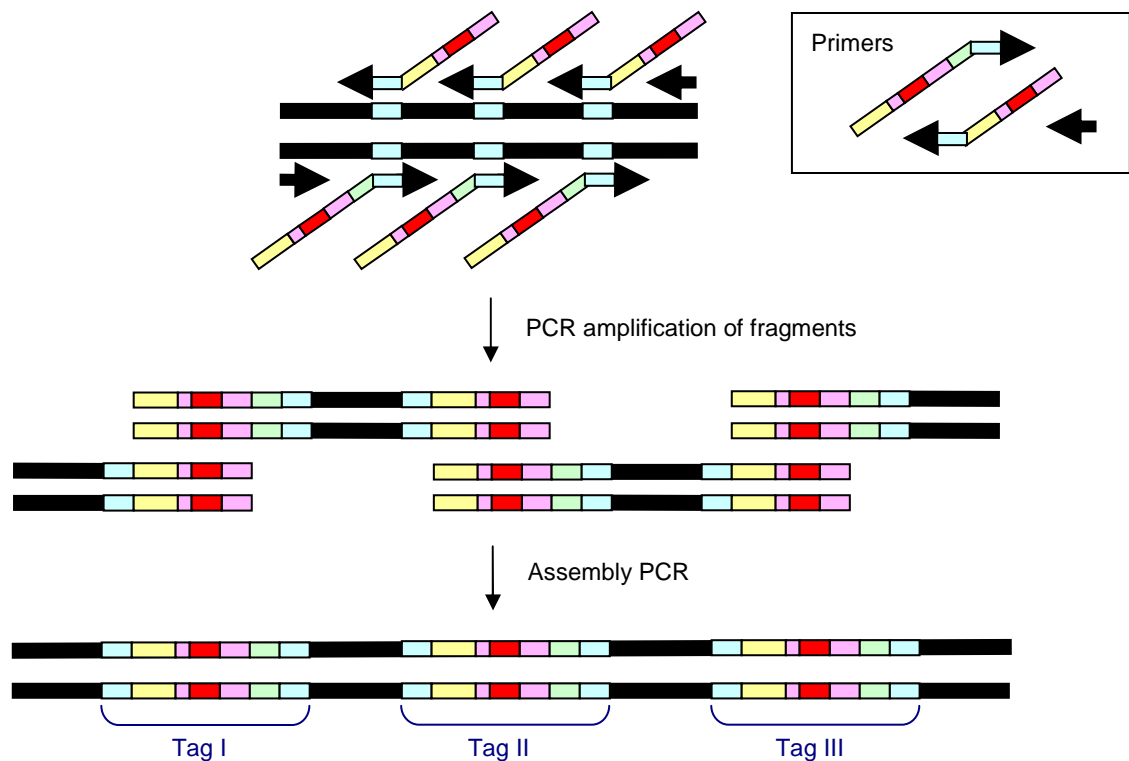 Primers
PCR amplification of fragments
Assembly PCR
Tag I
Tag II
Tag III